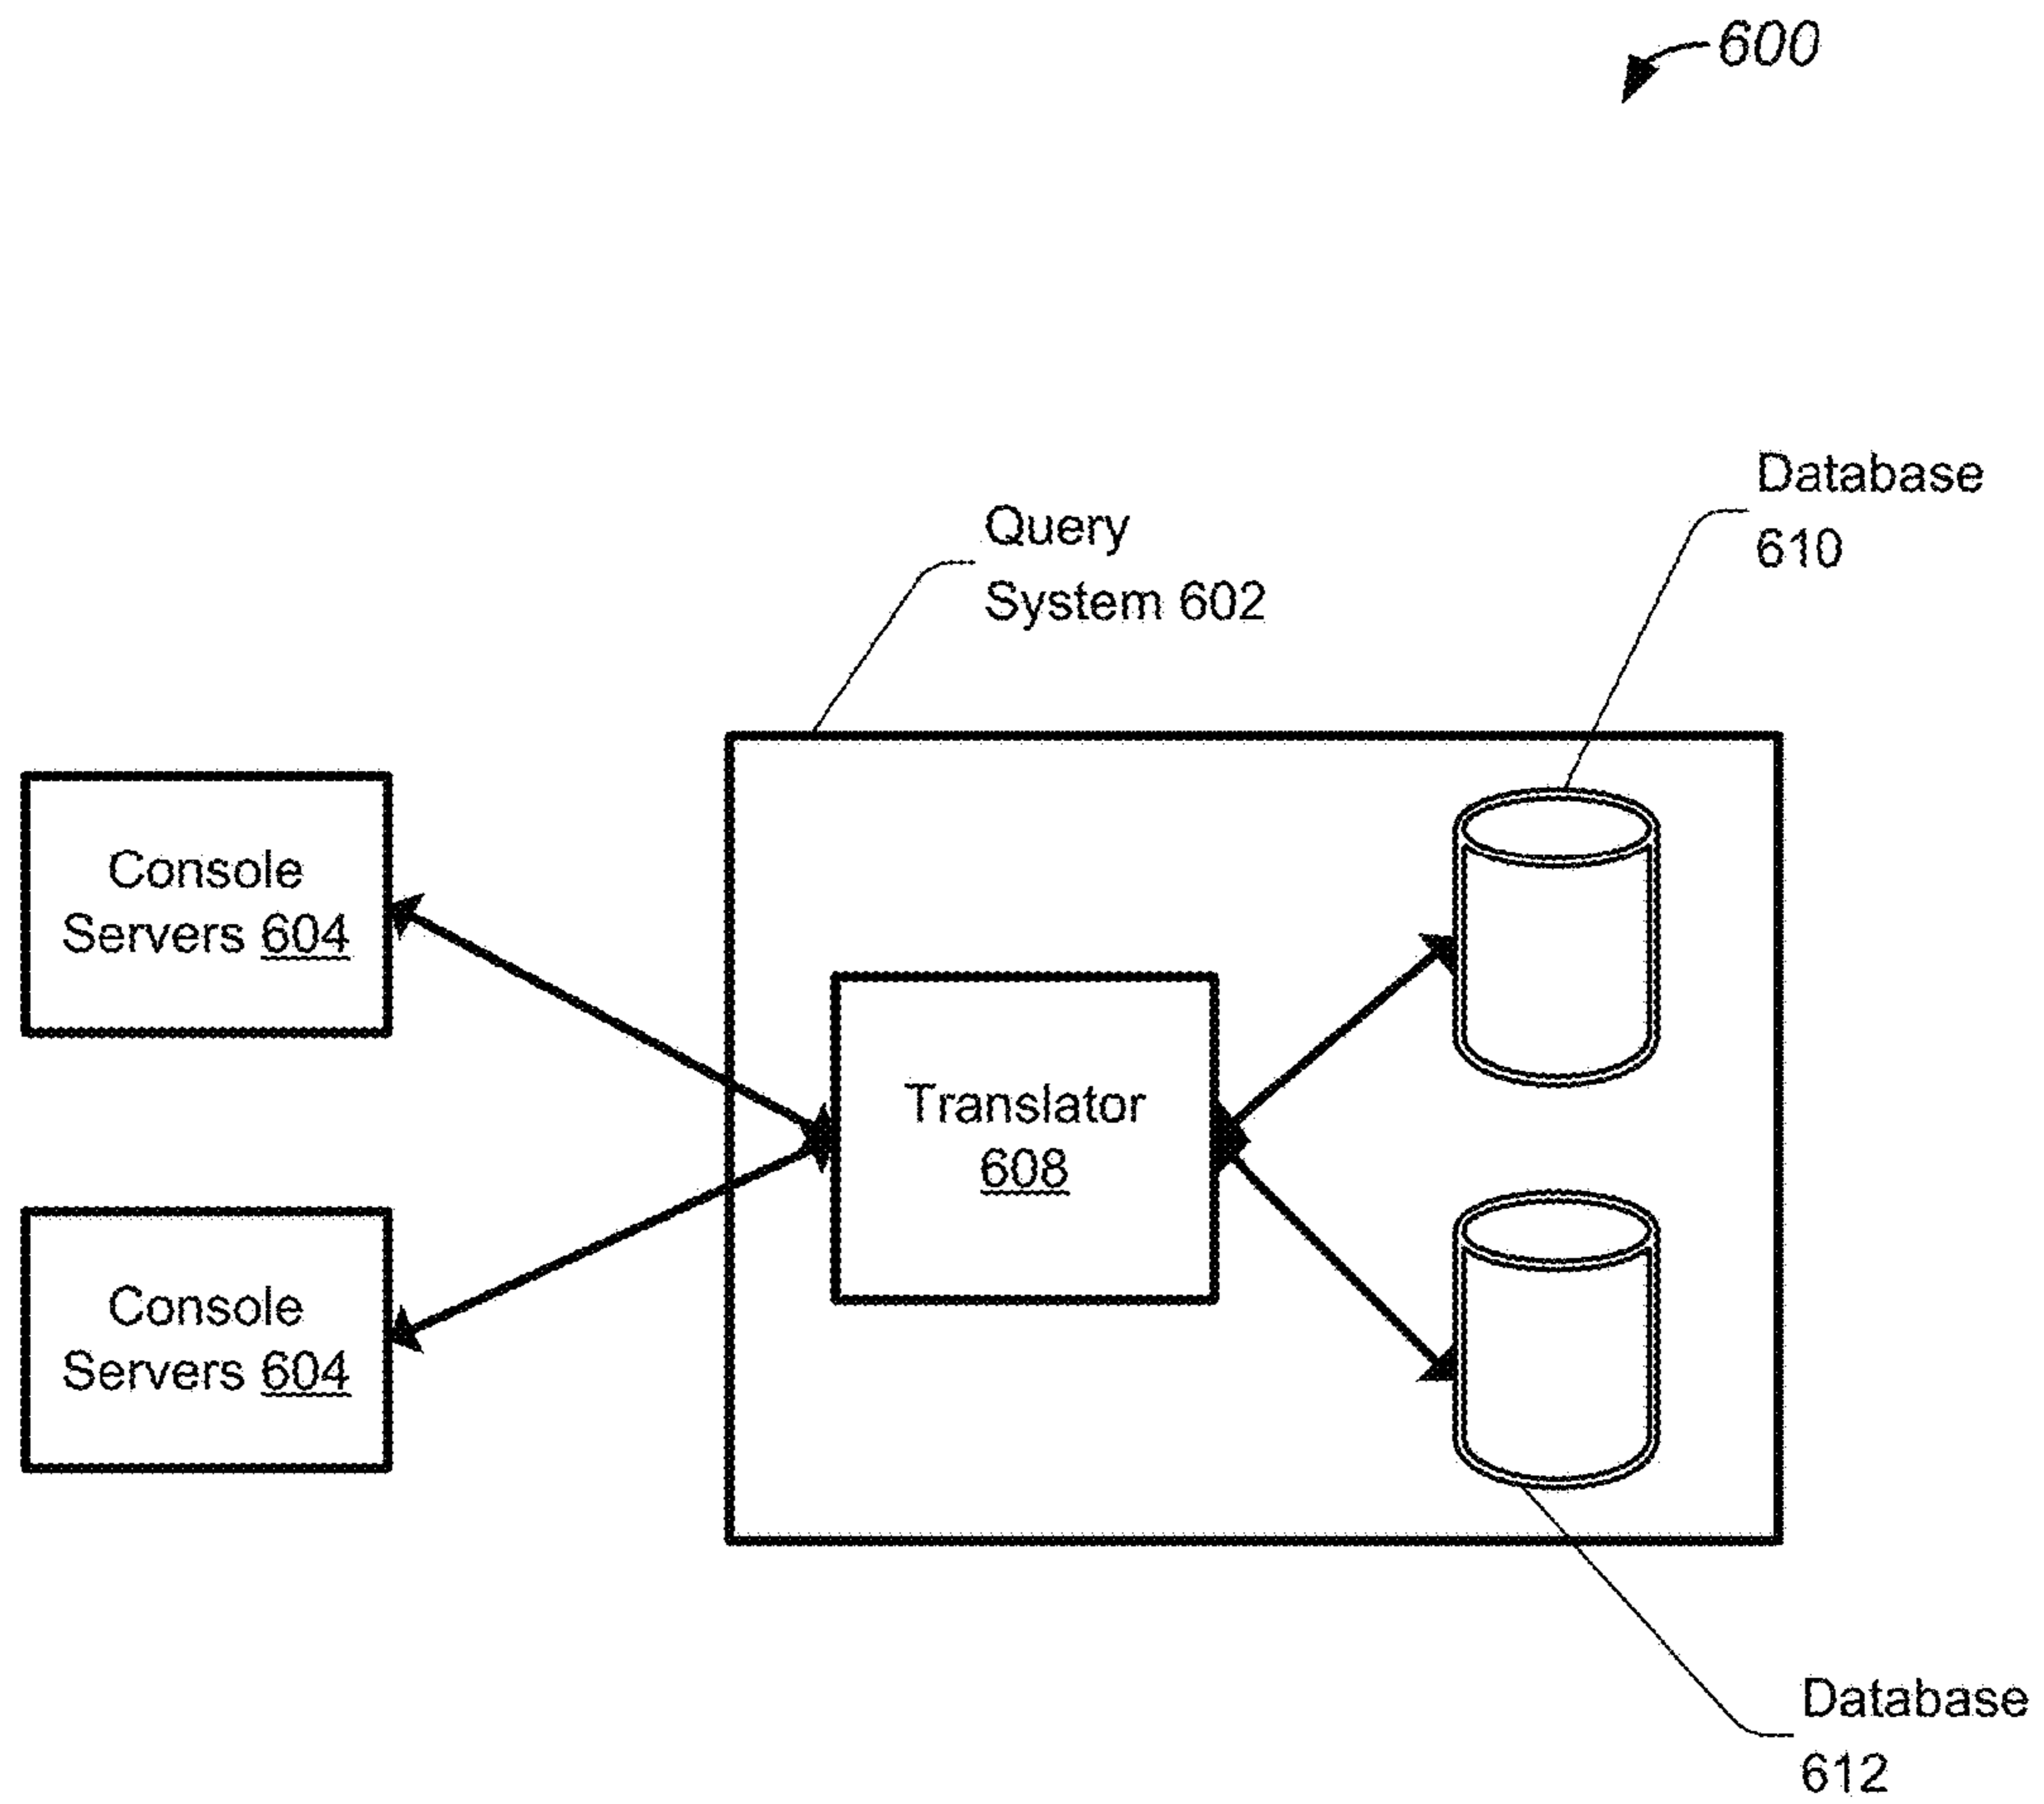 600
Database
610
Query
System 602
Console
Servers 604
Translator
608
Console
Servers 604
Database
612